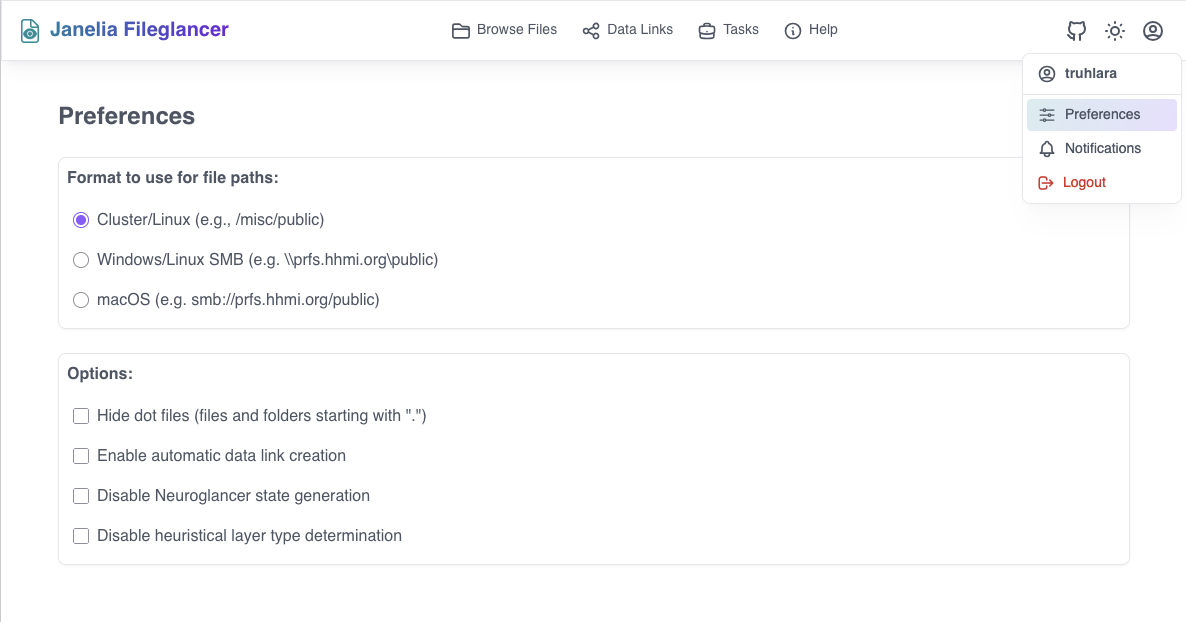 Janelia Fileglancer
Browse Files
Data Links
Tasks
Help
truhlara
Preferences
Notifications
Logout
Preferences
Format to use for file paths:
Cluster/Linux (e.g., /misc/public)
Windows/Linux SMB (e.g. \\prfs.hhmi.org\public)
macOS (e.g. smb://prfs.hhmi.org/public)
Options:
Hide dot files (files and folders starting with ".")
Enable automatic data link creation
Disable Neuroglancer state generation
Disable heuristical layer type determination